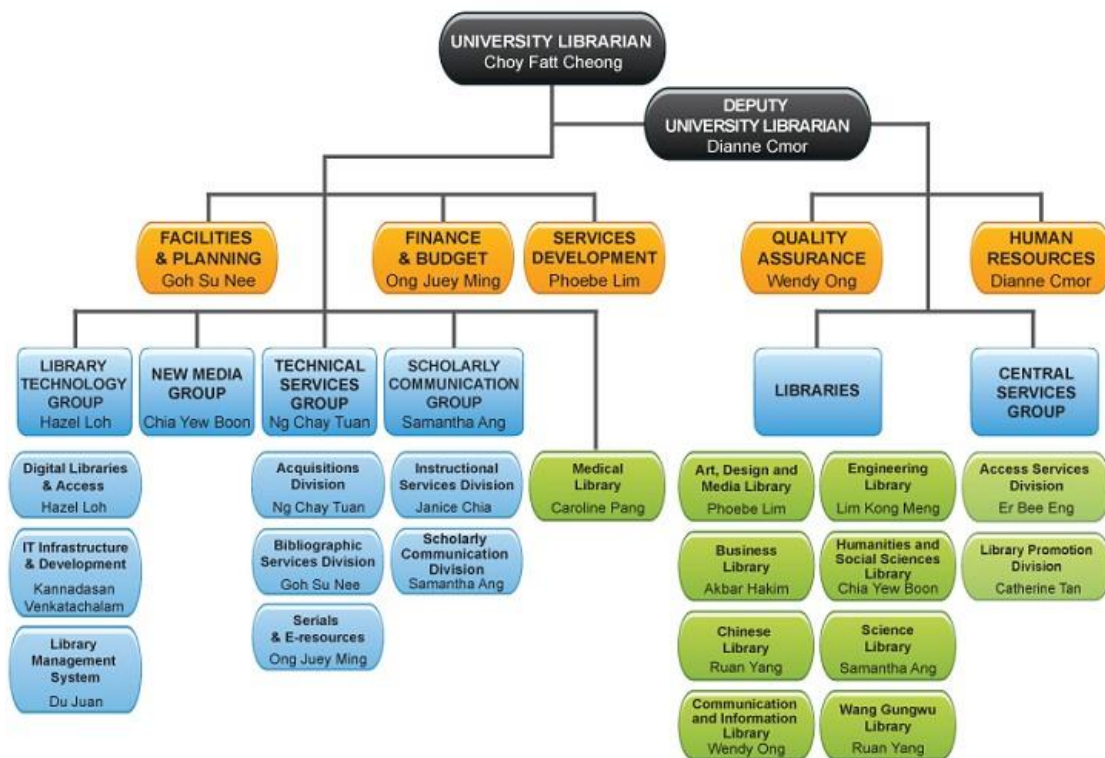 UNIVERSITY LIBRARIAN
Choy Fatt Cheong
DEPUTY
UNIVERSITY LIBRARIAN
Dianne Cmor
FACILITIES
& PLANNING
Goh Su Nee
FINANCE
& BUDGET
Ong Juey Ming
SERVICES
DEVELOPMENT
Phoebe Lim
QUALITY
ASSURANCE
Wendy Ong
HUMAN
RESOURCES
Dianne Cmor
LIBRARY
TECHNOLOGY
GROUP
Hazel Loh
NEW MEDIA
GROUP
Chia Yew Boon
TECHNICAL
SERVICES
GROUP
Ng Chay Tuan
SCHOLARLY
COMMUNICATION
GROUP
Samantha Ang
LIBRARIES
CENTRAL
SERVICES
GROUP
Digital Libraries
& Access
Hazel Loh
IT Infrastructure
& Development
Kannadasan
Venkatachalam
Library
Management
System
Du Juan
Acquisitions
Division
Ng Chay Tuan
Bibliographic
Services Division
Goh Su Nee
Serials
& E-resources
Ong Juey Ming
Instructional
Services Division
Janice Chia
Scholarly
Communication
Division
Samantha Ang
Medical
Library
Caroline Pang
Art, Design and
Media Library
Phoebe Lim
Business
Library
Akbar Hakim
Chinese
Library
Ruan Yang
Communication
and Information
Library
Wendy Ong
Engineering
Library
Lim Kong Meng
Humanities and
Social Sciences
Library
Chia Yew Boon
Science
Library
Samantha Ang
Wang Gungwu
Library
Ruan Yang
Access Services
Division
Er Bee Eng
Library Promotion
Division
Catherine Tan